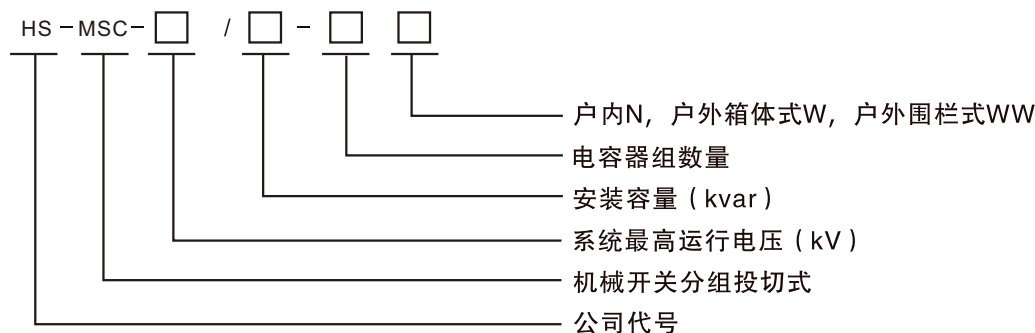 HS-MSC-□ / □-□ □
户内N，户外箱体式W，户外围栏式WW
电容器组数量
安装容量（kvar）
系统最高运行电压（kV）
机械开关分组投切式
公司代号